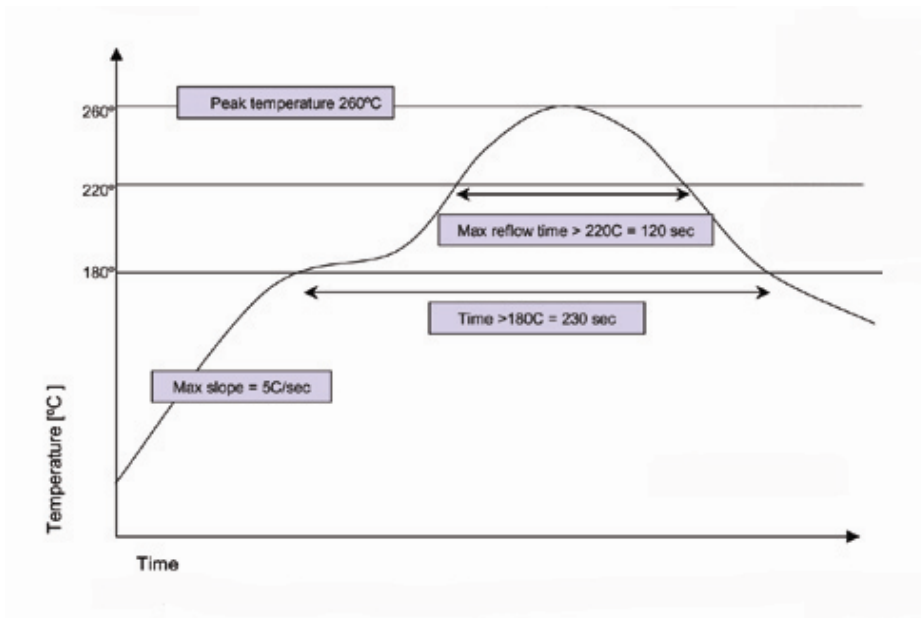 Peak temperature 260ºC
260º
220º
Max reflow time > 220C = 120 sec
180º
Time >180C = 230 sec
Max slope = 5C/sec
Temperature [ºC ]
Time